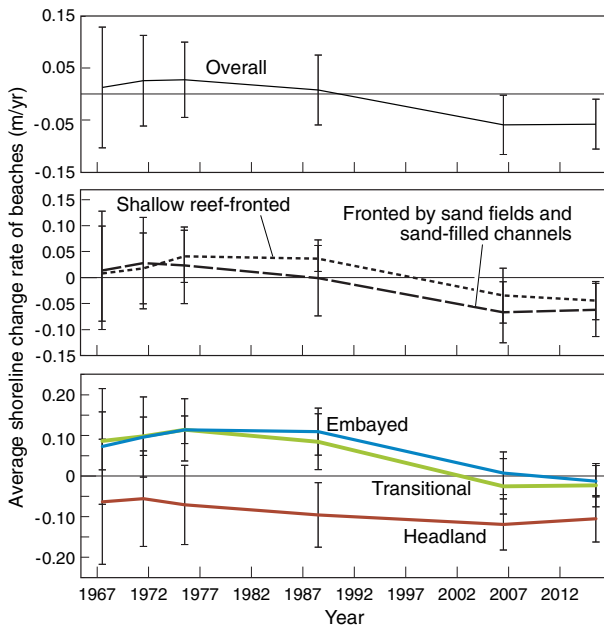 Average shoreline change rate of beaches (m/yr)
0.15
0.05
-0.05
0.15
Overall
0.15
0.10
0.05
0
-0.05
-0.10
-0.15
Shallow reef-fronted
Fronted by sand fields and
sand-filled channels
0.20
0.10
0
-0.10
-0.20
Embayed
Transitional
Headland
1967 1972 1975 1977 1982 1987 1992 1997 2002 2007 2012
Year